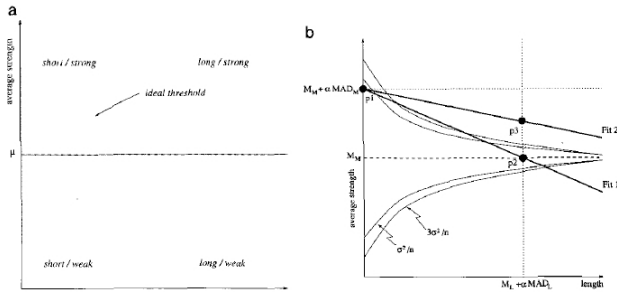 a
average strength
short / strong
long / strong
ideal threshold
μ
short / weak
long / weak
b
M_M + α MAD_M
p1
p3
Fit 2
M_M
p2
Fit 1
average strength
3σ²/n
σ²/n
M_L + α MAD_L
length